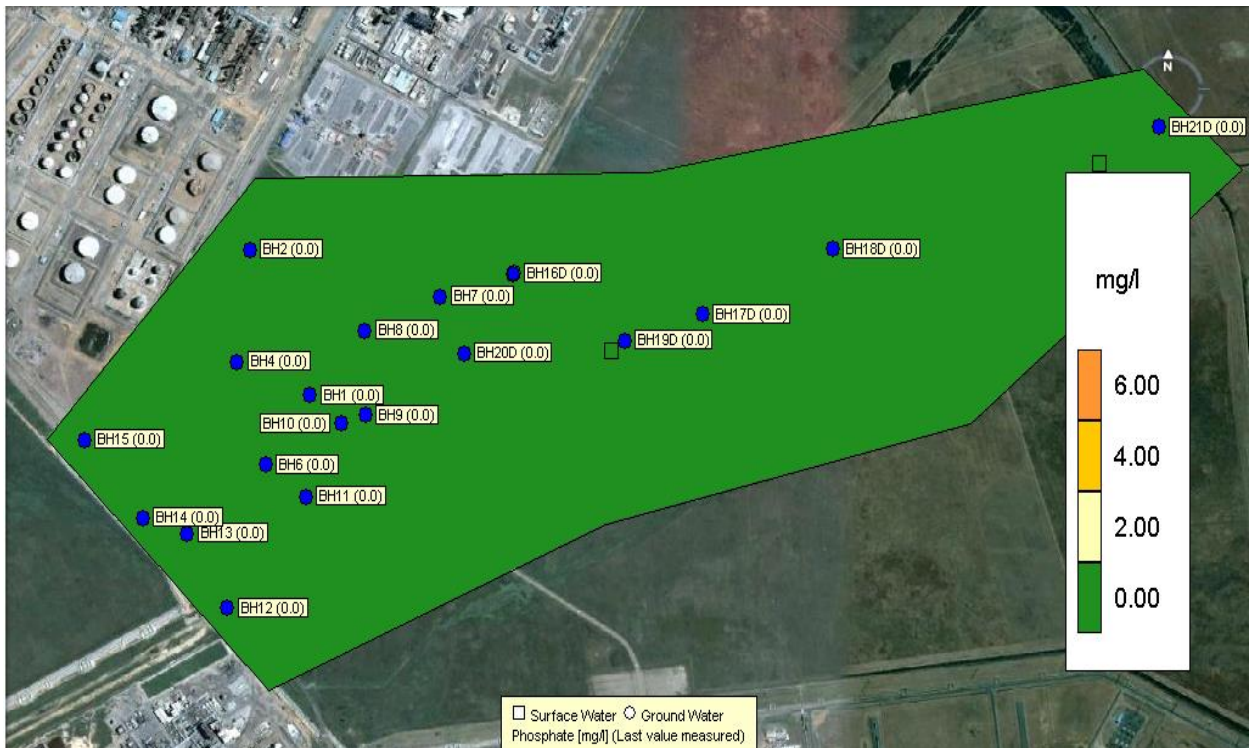 N
BH21D (0.0)
BH2 (0.0)
BH18D (0.0)
BH16D (0.0)
BH7 (0.0)
BH17D (0.0)
BH8 (0.0)
BH19D (0.0)
BH20D (0.0)
BH4 (0.0)
BH1 (0.0)
BH9 (0.0)
BH10 (0.0)
BH15 (0.0)
BH6 (0.0)
BH11 (0.0)
BH14 (0.0)
BH13 (0.0)
BH12 (0.0)
mg/l
6.00
4.00
2.00
0.00
Surface Water Ground Water
Phosphate [mg/l] (Last value measured)